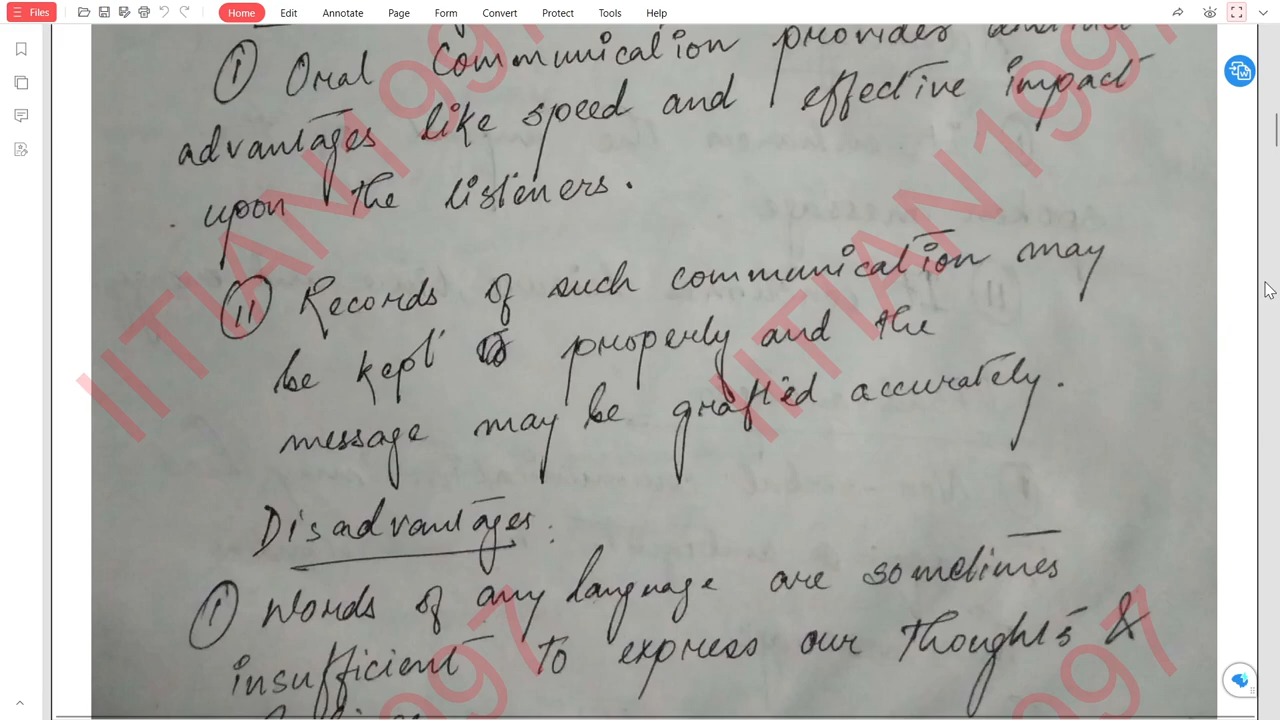 Files
Home
Edit
Annotate
Page
Form
Convert
Protect
Tools
Help
I Oral Communication provides
advantages like speed and effective impact
upon the listeners.
II Records of such communication may
be kept properly and the
message may be grafted accurately.
Disadvantages:
I Words of any language are sometimes
insufficient to express our thoughts &
IITIAN1997
IITIAN1997